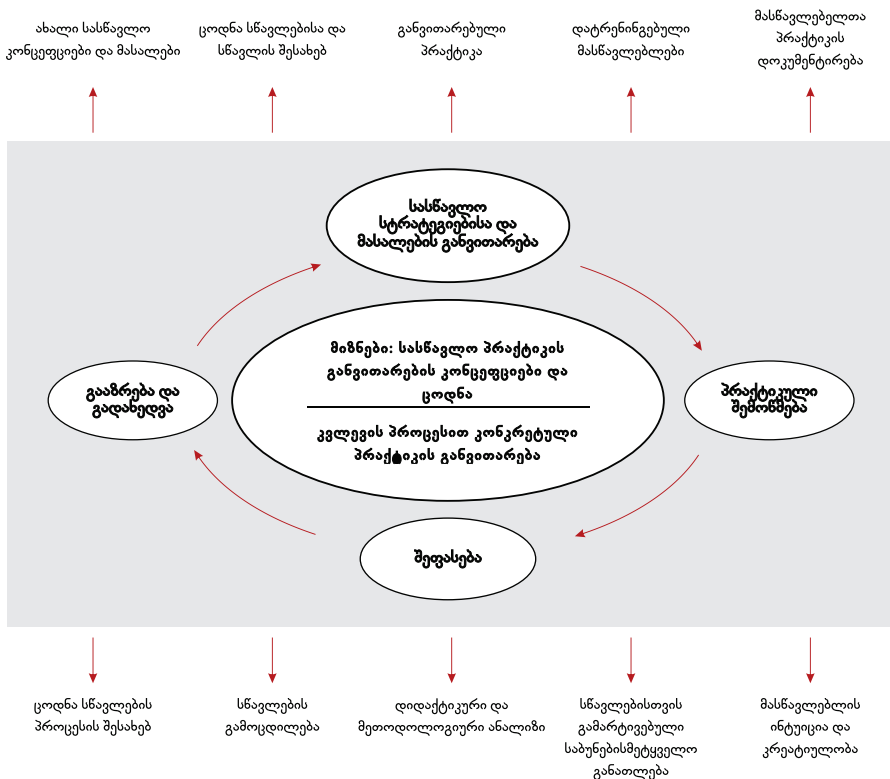 ახალი სასწავლო
კონცეფციები და მასალები
ცოდნა სწავლებისა და
სწავლის შესახებ
განვითარებული
პრაქტიკა
დატრენინგებული
მასწავლებლები
მასწავლებელთა
პრაქტიკის
დოკუმენტირება
სასწავლო
სტრატეგიებისა და
მასალების განვითარება
მიზნები: სასწავლო პრაქტიკის
განვითარების კონცეფციები და
ცოდნა
კვლევის პროცესით კონკრეტული
პრაქტიკის განვითარება
გააზრება და
გადახედვა
პრაქტიკული
შემოწმება
შეფასება
ცოდნა სწავლების
პროცესის შესახებ
სწავლების
გამოცდილება
დიდაქტიკური და
მეთოდოლოგიური ანალიზი
სწავლებისთვის
გამარტივებული
საბუნებისმეტყველო
განათლება
მასწავლებლის
ინტუიცია და
კრეატიულობა